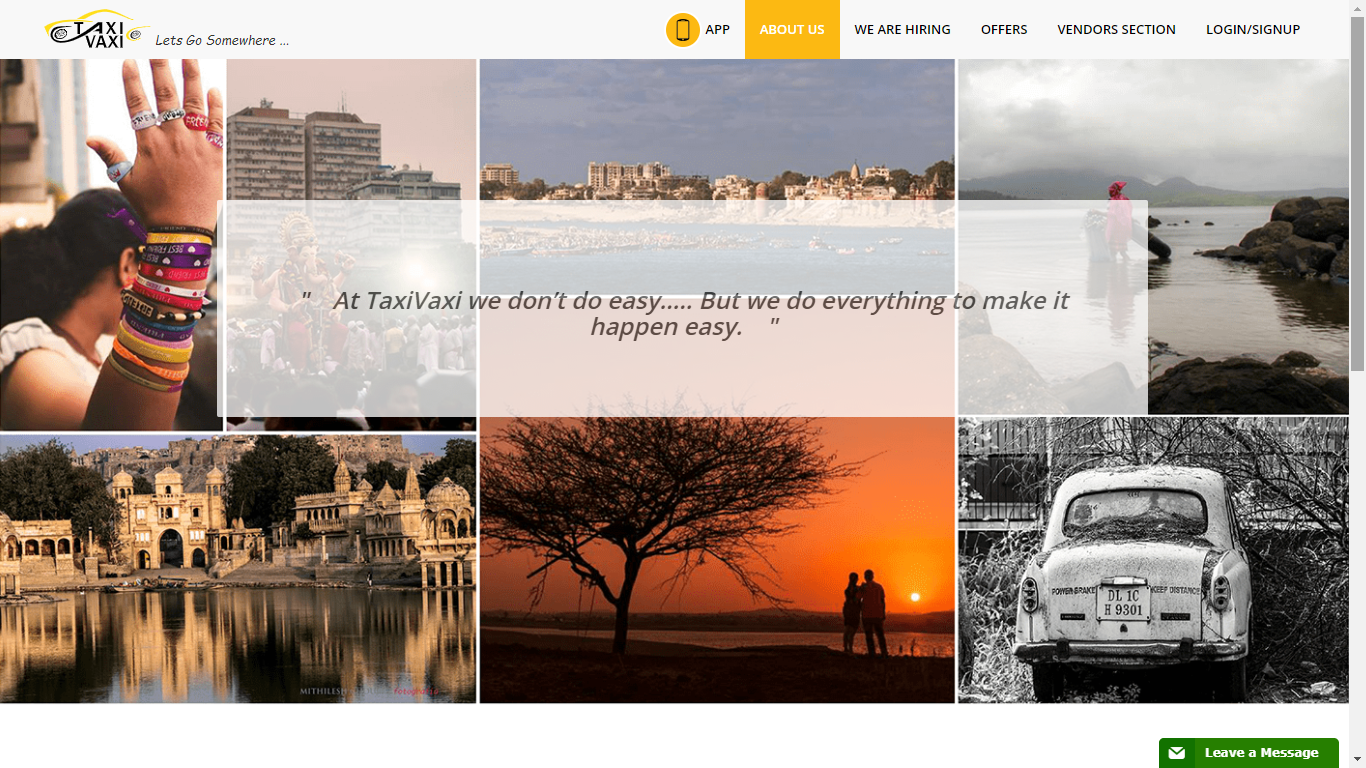 TAXI
VAXI
Lets Go Somewhere ...
APP
ABOUT US
WE ARE HIRING
OFFERS
VENDORS SECTION
LOGIN/SIGNUP
BEST FRIEND
" At TaxiVaxi we don’t do easy..... But we do everything to make it
happen easy. "
POWER BRAKE
KEEP DISTANCE
DL 1C
H 9301
MITHILESH
Leave a Message